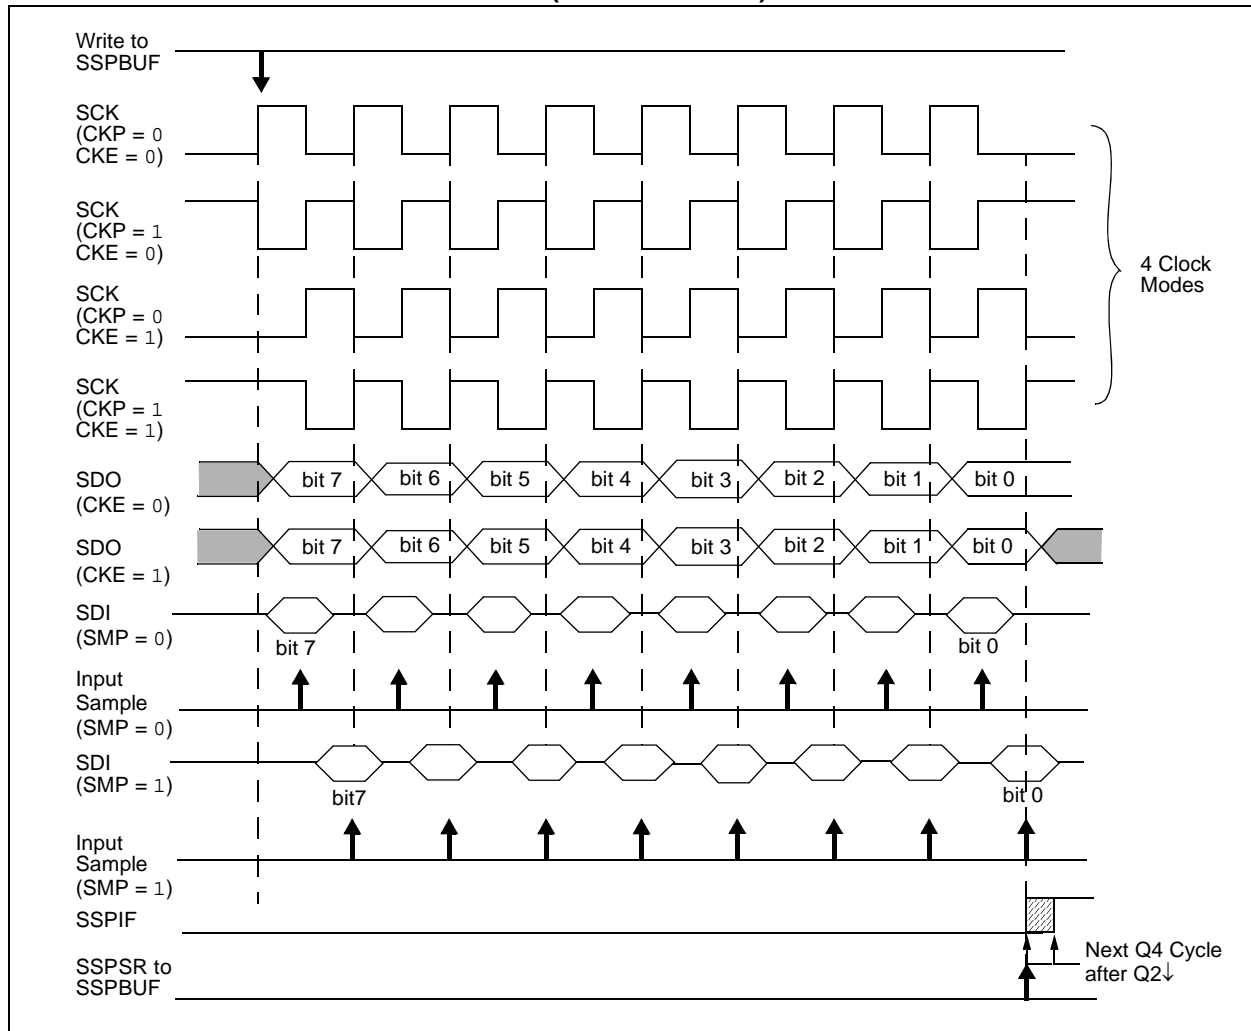 Write to
SSPBUF
SCK
(CKP = 0
CKE = 0)
SCK
(CKP = 1
CKE = 0)
4 Clock
Modes
SCK
(CKP = 0
CKE = 1)
SCK
(CKP = 1
CKE = 1)
SDO bit 7 bit 6 bit 5 bit 4 bit 3 bit 2 bit 1 bit 0
(CKE = 0)
SDO bit 7 bit 6 bit 5 bit 4 bit 3 bit 2 bit 1 bit 0
(CKE = 1)
SDI
(SMP = 0)
bit 7 bit 0
Input
Sample
(SMP = 0)
SDI
(SMP = 1)
bit7 bit 0
Input
Sample
(SMP = 1)
SSPIF
Next Q4 Cycle
after Q2↓
SSPSR to
SSPBUF